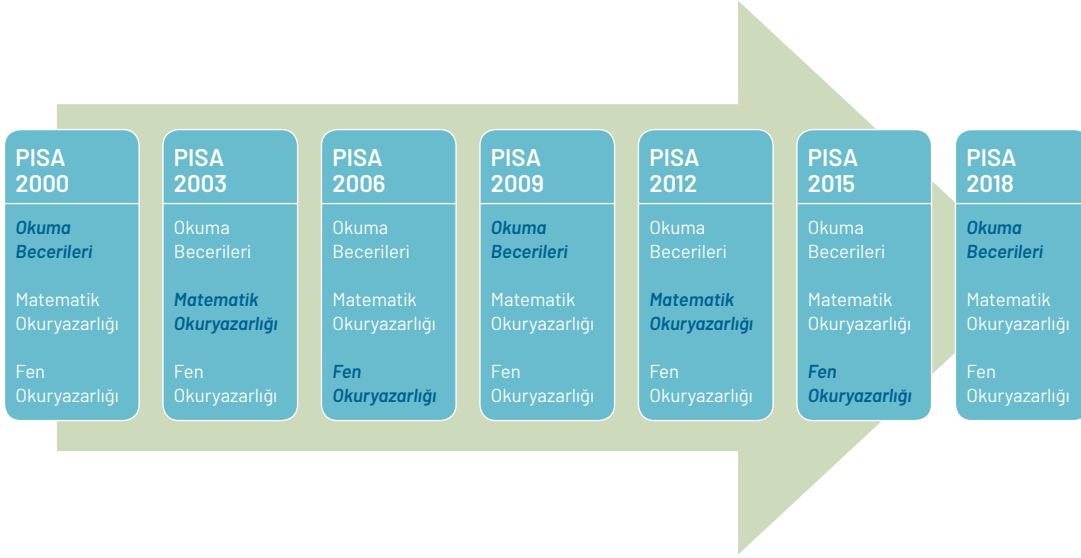 PISA
2000
Okuma
Becerileri
Matematik
Okuryazarlığı
Fen
Okuryazarlığı
PISA
2003
Okuma
Becerileri
Matematik
Okuryazarlığı
Fen
Okuryazarlığı
PISA
2006
Okuma
Becerileri
Matematik
Okuryazarlığı
Fen
Okuryazarlığı
PISA
2009
Okuma
Becerileri
Matematik
Okuryazarlığı
Fen
Okuryazarlığı
PISA
2012
Okuma
Becerileri
Matematik
Okuryazarlığı
Fen
Okuryazarlığı
PISA
2015
Okuma
Becerileri
Matematik
Okuryazarlığı
Fen
Okuryazarlığı
PISA
2018
Okuma
Becerileri
Matematik
Okuryazarlığı
Fen
Okuryazarlığı